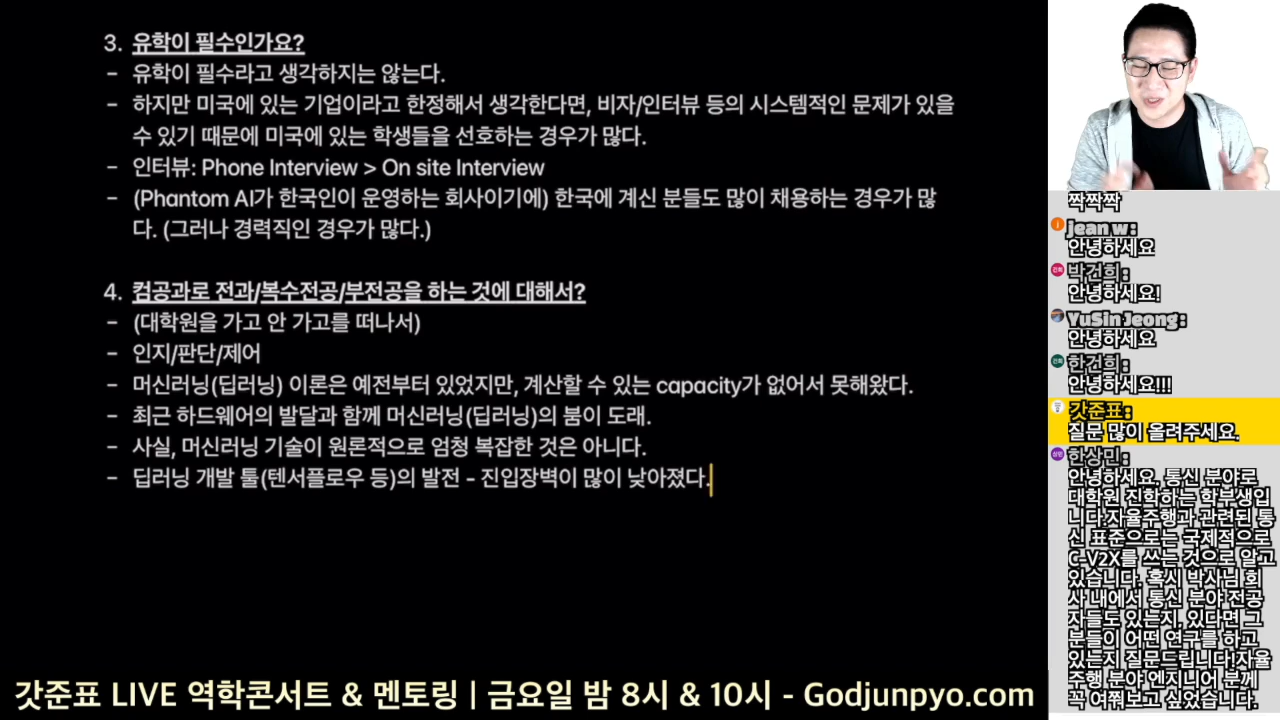 3. 유학이 필수인가요?
– 유학이 필수라고 생각하지는 않는다.
– 하지만 미국에 있는 기업이라고 한정해서 생각한다면, 비자/인터뷰 등의 시스템적인 문제가 있을
수 있기 때문에 미국에 있는 학생들을 선호하는 경우가 많다.
– 인터뷰: Phone Interview > On site Interview
– (Phantom AI가 한국인이 운영하는 회사이기에) 한국에 계신 분들도 많이 채용하는 경우가 많
다. (그러나 경력직인 경우가 많다.)
4. 컴공과로 전과/복수전공/부전공을 하는 것에 대해서?
– (대학원을 가고 안 가고를 떠나서)
– 인지/판단/제어
– 머신러닝(딥러닝) 이론은 예전부터 있었지만, 계산할 수 있는 capacity가 없어서 못해왔다.
– 최근 하드웨어의 발달과 함께 머신러닝(딥러닝)의 붐이 도래.
– 사실, 머신러닝 기술이 원론적으로 엄청 복잡한 것은 아니다.
– 딥러닝 개발 툴(텐서플로우 등)의 발전 – 진입장벽이 많이 낮아졌다.
짝짝짝
jean w :
안녕하세요
박건희 :
안녕하세요!
YuSin Jeong :
안녕하세요
한건희 :
안녕하세요!!!
갓준표 :
질문 많이 올려주세요.
한상민 :
안녕하세요. 통신 분야로
대학원 진학하는 학부생입
니다.자율주행과 관련된 통
신 표준으로는 국제적으로
C-V2X를 쓰는 것으로 알고
있습니다. 혹시 박사님 회
사 내에서 통신 분야 전공
자들도 있는지, 있다면 그
분들이 어떤 연구를 하고
있는지 질문드립니다!자율
주행 분야 엔지니어 분께
꼭 여쭤보고 싶었습니다.
갓준표 LIVE 역학콘서트 & 멘토링 | 금요일 밤 8시 & 10시 - Godjunpyo.com